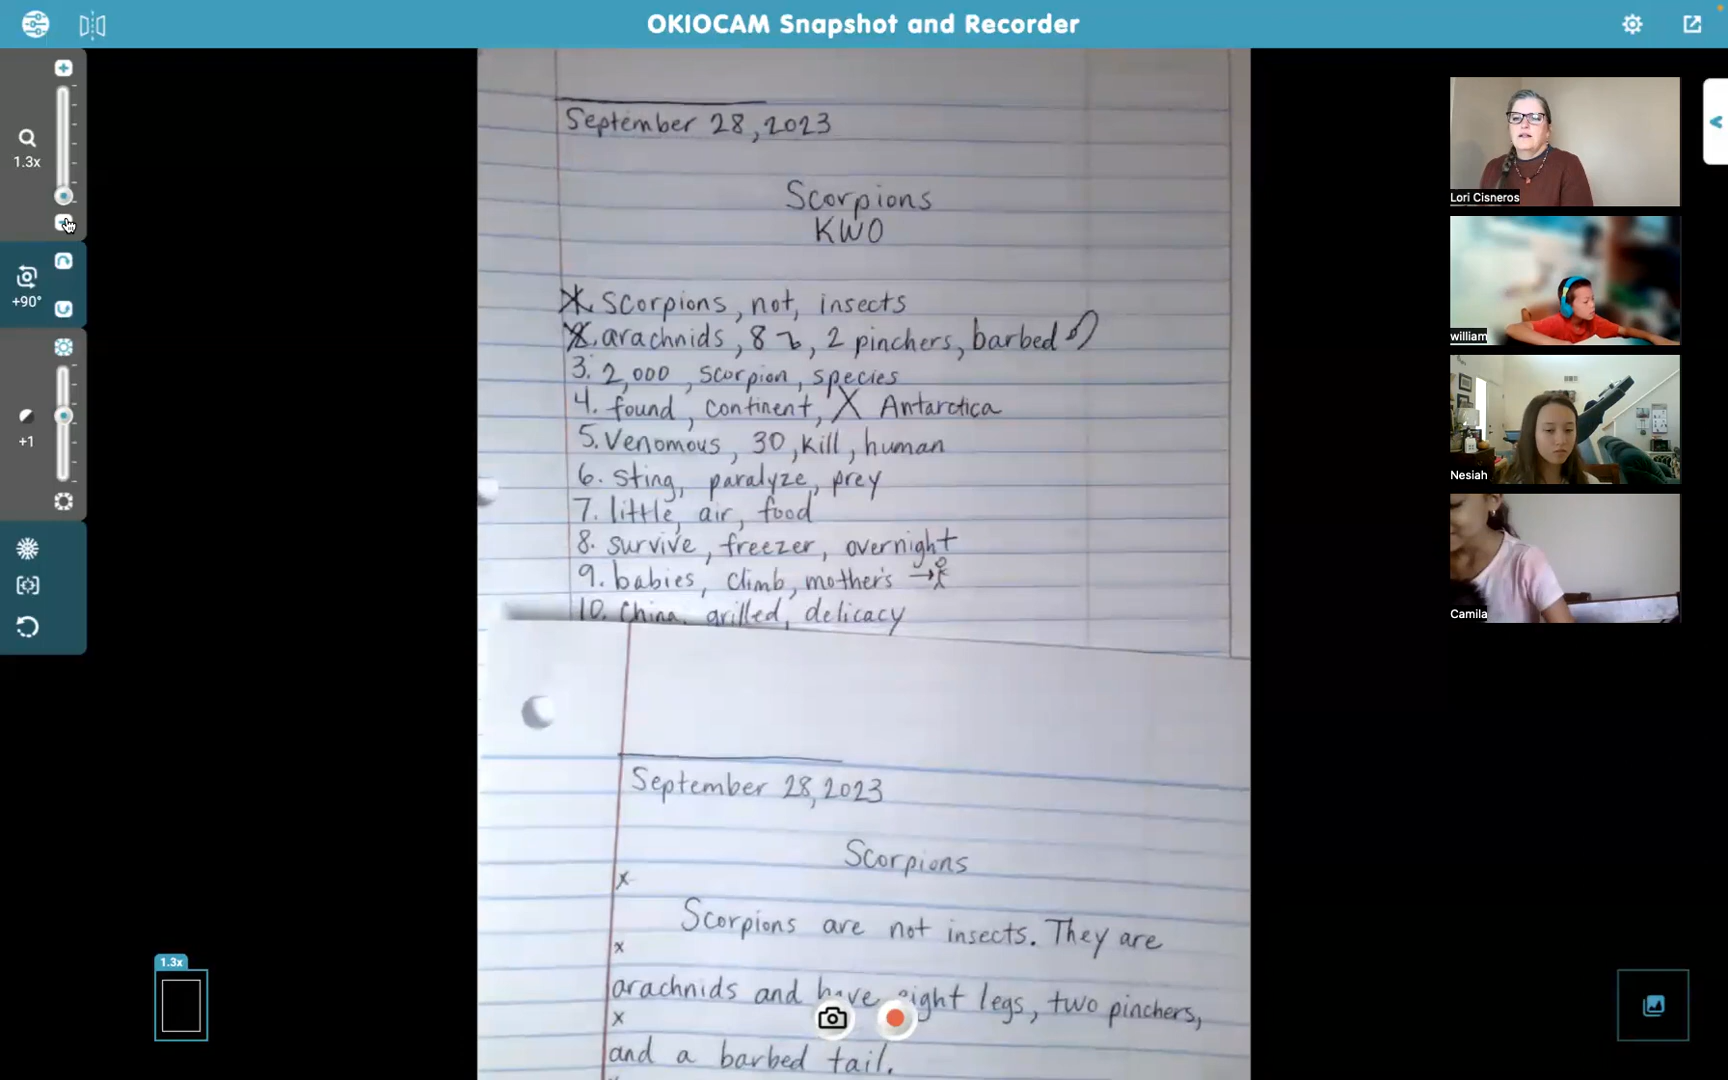 OKIOCAM Snapshot and Recorder
1.3x
+90°
+1
September 28, 2023
Scorpions
KWO
1. scorpions, not, insects
2. arachnids, 8, 2 pinchers, barbed
3. 2,000, scorpion, species
4. found, continent, X Antarctica
5. Venomous, 30, kill, human
6. sting, paralyze, prey
7. little, air, food
8. survive, freezer, overnight
9. babies, climb, mother's →
10. China, grilled, delicacy
September 28, 2023
Scorpions
x
Scorpions are not insects. They are
x
arachnids and have eight legs, two pinchers,
x
and a barbed tail.
1.3x
Lori Cisneros
william
Nesiah
Camila